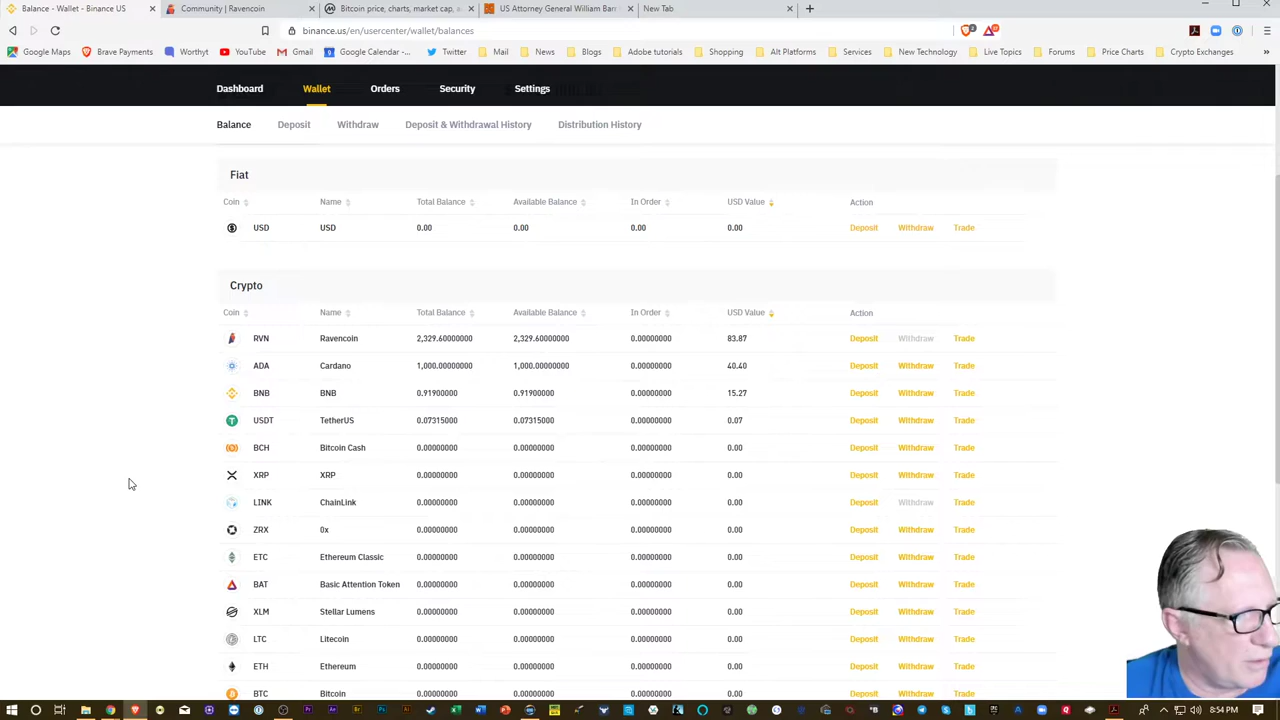 Balance - Wallet - Binance US
Community | Ravencoin
Bitcoin price, charts, market cap, a
US Attorney General William Barr
New Tab
binance.us/en/usercenter/wallet/balances
Google Maps Brave Payments Worthyt YouTube Gmail Google Calendar -... Twitter Mail News Blogs Adobe tutorials Shopping Alt Platforms Services New Technology Live Topics Forums Price Charts Crypto Exchanges
Dashboard Wallet Orders Security Settings
Balance Deposit Withdraw Deposit & Withdrawal History Distribution History
Fiat
Coin Name Total Balance Available Balance In Order USD Value Action
USD USD 0.00 0.00 0.00 0.00 Deposit Withdraw Trade
Crypto
Coin Name Total Balance Available Balance In Order USD Value Action
RVN Ravencoin 2,329.60000000 2,329.60000000 0.00000000 83.87 Deposit Withdraw Trade
ADA Cardano 1,000.00000000 1,000.00000000 0.00000000 40.40 Deposit Withdraw Trade
BNB BNB 0.91900000 0.91900000 0.00000000 15.27 Deposit Withdraw Trade
USDT TetherUS 0.07315000 0.07315000 0.00000000 0.07 Deposit Withdraw Trade
BCH Bitcoin Cash 0.00000000 0.00000000 0.00000000 0.00 Deposit Withdraw Trade
XRP XRP 0.00000000 0.00000000 0.00000000 0.00 Deposit Withdraw Trade
LINK ChainLink 0.00000000 0.00000000 0.00000000 0.00 Deposit Withdraw Trade
ZRX 0x 0.00000000 0.00000000 0.00000000 0.00 Deposit Withdraw Trade
ETC Ethereum Classic 0.00000000 0.00000000 0.00000000 0.00 Deposit Withdraw Trade
BAT Basic Attention Token 0.00000000 0.00000000 0.00000000 0.00 Deposit Withdraw Trade
XLM Stellar Lumens 0.00000000 0.00000000 0.00000000 0.00 Deposit Withdraw Trade
LTC Litecoin 0.00000000 0.00000000 0.00000000 0.00 Deposit Withdraw Trade
ETH Ethereum 0.00000000 0.00000000 0.00000000 0.00 Deposit Withdraw Trade
BTC Bitcoin 0.00000000 0.00000000 0.00000000 0.00 Deposit Withdraw Trade
8:54 PM